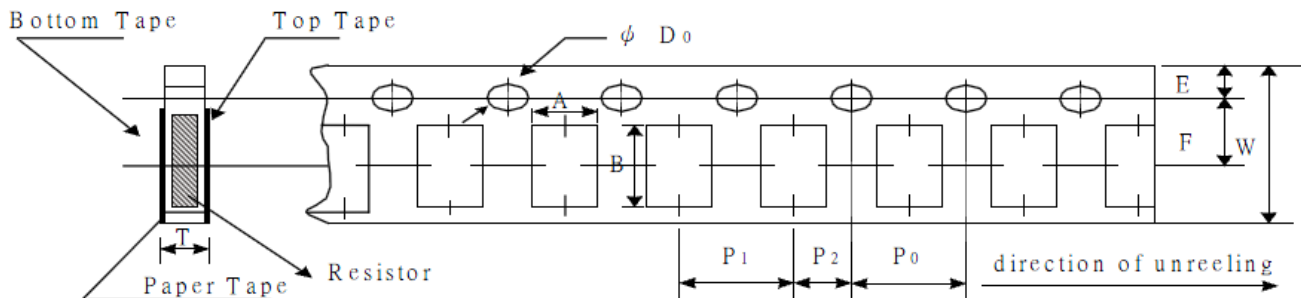 Bottom Tape
Top Tape
ϕ D0
A
B
E
F
W
T
Resistor
Paper Tape
P1
P2
P0
direction of unreeling